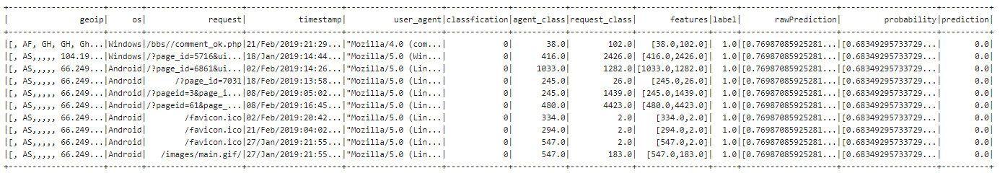 |geoip|os|request|timestamp|user_agent|classfication|agent_class|request_class|features|label|rawPrediction|probability|prediction|
|[, AF, GH, GH, Gh...|Windows|/bbs//comment_ok.php|21/Feb/2019:21:29...|"Mozilla/4.0 (com...|0|38.0|102.0|[38.0,102.0]|1.0|[0.76987085925281...|[0.68349295733729...|0.0|
|[, AS,,,,, 104.19...|Windows|/?page_id=5716&ui...|18/Jan/2019:14:44...|"Mozilla/5.0 (Win...|0|416.0|2426.0|[416.0,2426.0]|1.0|[0.76987085925281...|[0.68349295733729...|0.0|
|[, AS,,,,, 66.249...|Android|/?page_id=6861&ui...|02/Feb/2019:14:26...|"Mozilla/5.0 (Lin...|0|1033.0|1282.0|[1033.0,1282.0]|1.0|[0.76987085925281...|[0.68349295733729...|0.0|
|[, AS,,,,, 66.249...|Android|/?page_id=7031|18/Feb/2019:13:58...|"Mozilla/5.0 (Lin...|0|245.0|26.0|[245.0,26.0]|1.0|[0.76987085925281...|[0.68349295733729...|0.0|
|[, AS,,,,, 66.249...|Android|/?pageid=3&page_i...|08/Feb/2019:05:02...|"Mozilla/5.0 (Lin...|0|245.0|1439.0|[245.0,1439.0]|1.0|[0.76987085925281...|[0.68349295733729...|0.0|
|[, AS,,,,, 66.249...|Android|/?pageid=61&page_...|08/Feb/2019:16:45...|"Mozilla/5.0 (Lin...|0|480.0|4423.0|[480.0,4423.0]|1.0|[0.76987085925281...|[0.68349295733729...|0.0|
|[, AS,,,,, 66.249...|Android|/favicon.ico|02/Feb/2019:20:42...|"Mozilla/5.0 (Lin...|0|334.0|2.0|[334.0,2.0]|1.0|[0.76987085925281...|[0.68349295733729...|0.0|
|[, AS,,,,, 66.249...|Android|/favicon.ico|21/Feb/2019:04:02...|"Mozilla/5.0 (Lin...|0|294.0|2.0|[294.0,2.0]|1.0|[0.76987085925281...|[0.68349295733729...|0.0|
|[, AS,,,,, 66.249...|Android|/favicon.ico|27/Jan/2019:21:55...|"Mozilla/5.0 (Lin...|0|547.0|2.0|[547.0,2.0]|1.0|[0.76987085925281...|[0.68349295733729...|0.0|
|[, AS,,,,, 66.249...|Android|/images/main.gif/|27/Jan/2019:21:55...|"Mozilla/5.0 (Lin...|0|547.0|183.0|[547.0,183.0]|1.0|[0.76987085925281...|[0.68349295733729...|0.0|